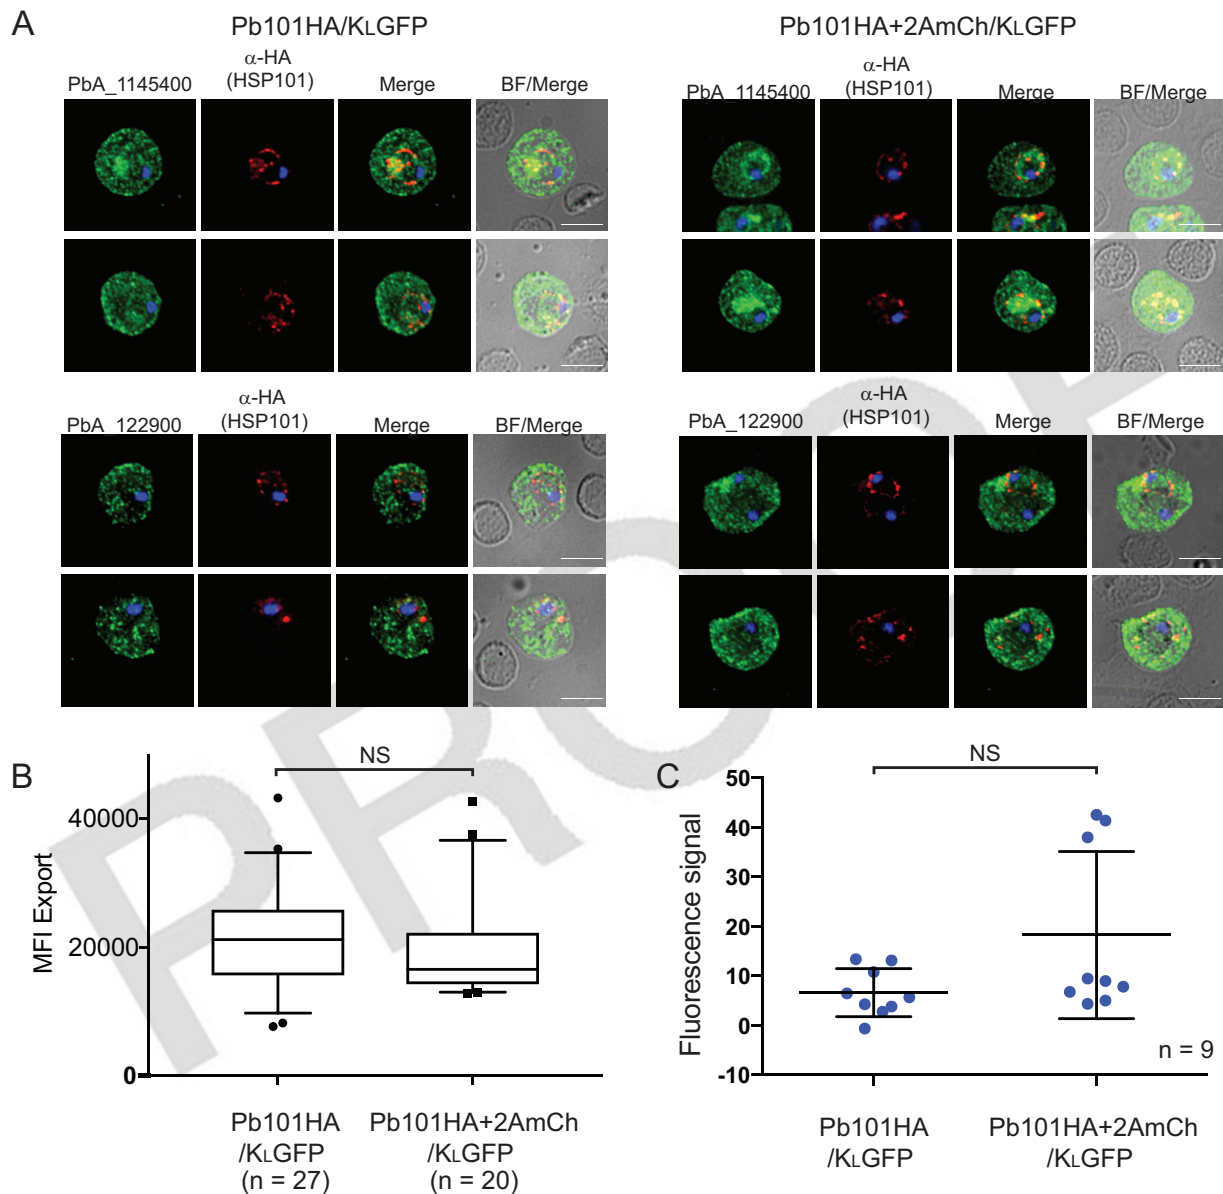 A
Pb101HA/KLGFP
Pb101HA+2AmCh/KLGFP
PbA_1145400
α-HA
(HSP101)
Merge
BF/Merge
PbA_1145400
α-HA
(HSP101)
Merge
BF/Merge
PbA_122900
α-HA
(HSP101)
Merge
BF/Merge
PbA_122900
α-HA
(HSP101)
Merge
BF/Merge
PROOF
B
NS
MFI Export
40000
20000
0
Pb101HA
/KLGFP
(n = 27)
Pb101HA+2AmCh
/KLGFP
(n = 20)
C
NS
Fluorescence signal
50
40
30
20
10
0
-10
n = 9
Pb101HA
/KLGFP
Pb101HA+2AmCh
/KLGFP